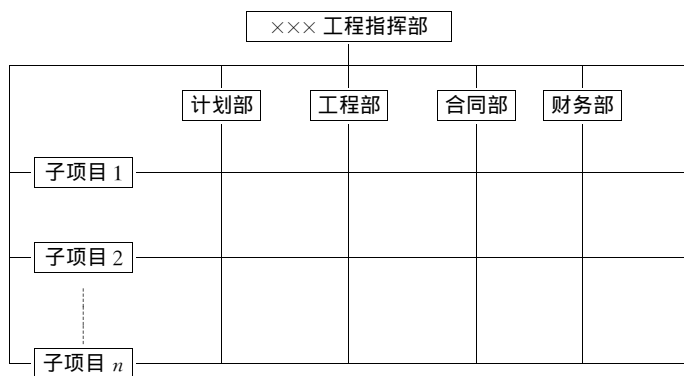 ××× 工程指挥部
计划部 工程部 合同部 财务部
子项目 1
子项目 2
子项目 n